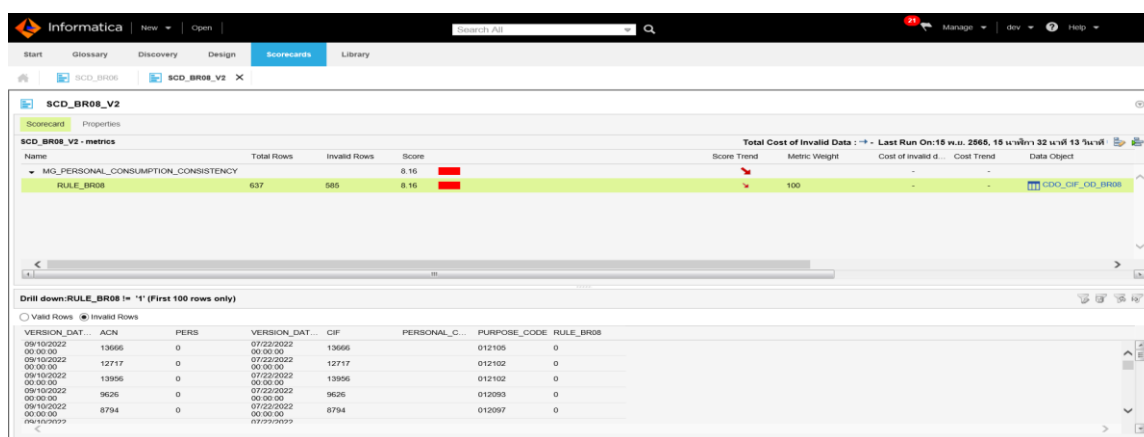 Informatica New Open Search All 21 Manage dev Help
Start Glossary Discovery Design Scorecards Library
SCD_BR06 SCD_BR08_V2 X
SCD_BR08_V2
Scorecard Properties
SCD_BR08_V2 - metrics Total Cost of Invalid Data : - Last Run On:15 พ.ย. 2565, 15 นาฬิกา 32 นาที 13 วินาที
Name Total Rows Invalid Rows Score Score Trend Metric Weight Cost of invalid d... Cost Trend Data Object
MG_PERSONAL_CONSUMPTION_CONSISTENCY 8.16 - -
RULE_BR08 637 585 8.16 100 - - CDO_CIF_OD_BR08
Drill down:RULE_BR08 != '1' (First 100 rows only)
Valid Rows Invalid Rows
VERSION_DAT... ACN PERS VERSION_DAT... CIF PERSONAL_C... PURPOSE_CODE RULE_BR08
09/10/2022 00:00:00 13666 0 07/22/2022 00:00:00 13666 012105 0
09/10/2022 00:00:00 12717 0 07/22/2022 00:00:00 12717 012102 0
09/10/2022 00:00:00 13956 0 07/22/2022 00:00:00 13956 012102 0
09/10/2022 00:00:00 9626 0 07/22/2022 00:00:00 9626 012093 0
09/10/2022 00:00:00 8794 0 07/22/2022 00:00:00 8794 012097 0
09/10/2022 07/22/2022